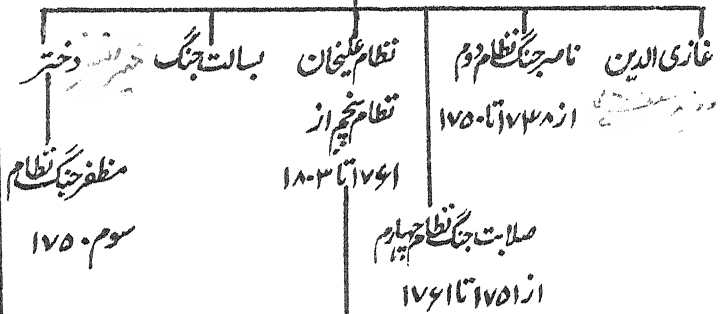 غازی الدین
ناصر جنگ نظام دوم
از ۱۷۴۸ تا ۱۷۵۰
نظام علیخان
نظام پنجم از
۱۷۶۱ تا ۱۸۰۳
بسالت جنگ
دختر
مظفر جنگ نظام
سوم ۱۷۵۰
صلابت جنگ نظام چهارم
از ۱۷۵۱ تا ۱۷۶۱